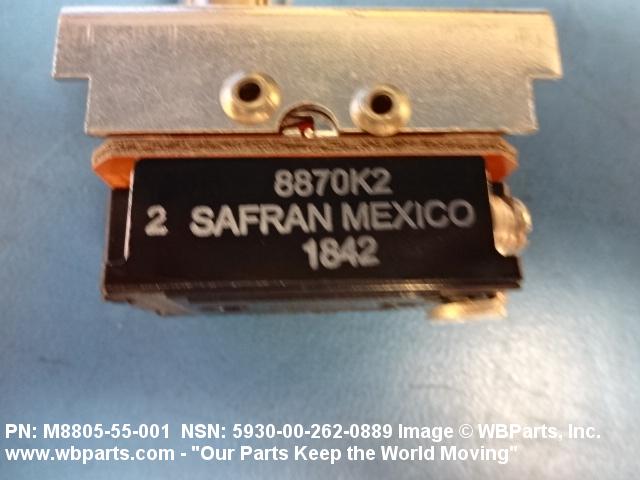 8870K2
2 SAFRAN MEXICO
1842
PN: M8805-55-001 NSN: 5930-00-262-0889 Image © WBParts, Inc.
www.wbparts.com - "Our Parts Keep the World Moving"